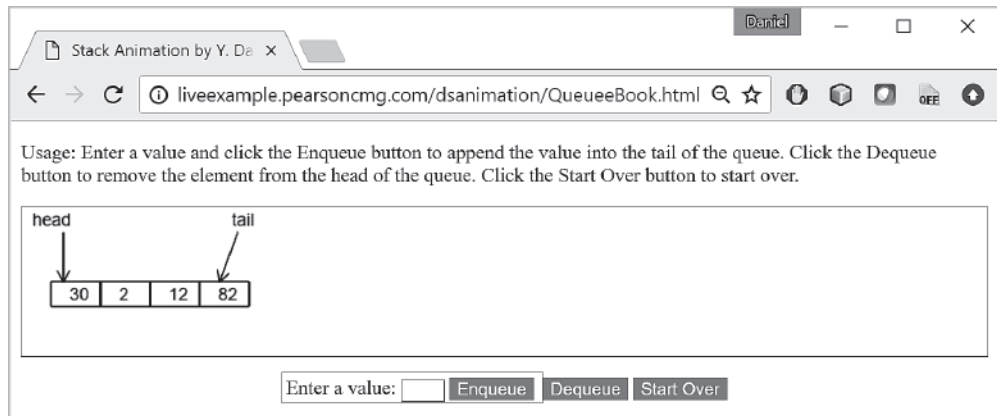 Daniel
Stack Animation by Y. Da
liveexample.pearsoncmg.com/dsanimation/QueueeBook.html
OFF
Usage: Enter a value and click the Enqueue button to append the value into the tail of the queue. Click the Dequeue
button to remove the element from the head of the queue. Click the Start Over button to start over.
head tail
30 2 12 82
Enter a value: Enqueue Dequeue Start Over